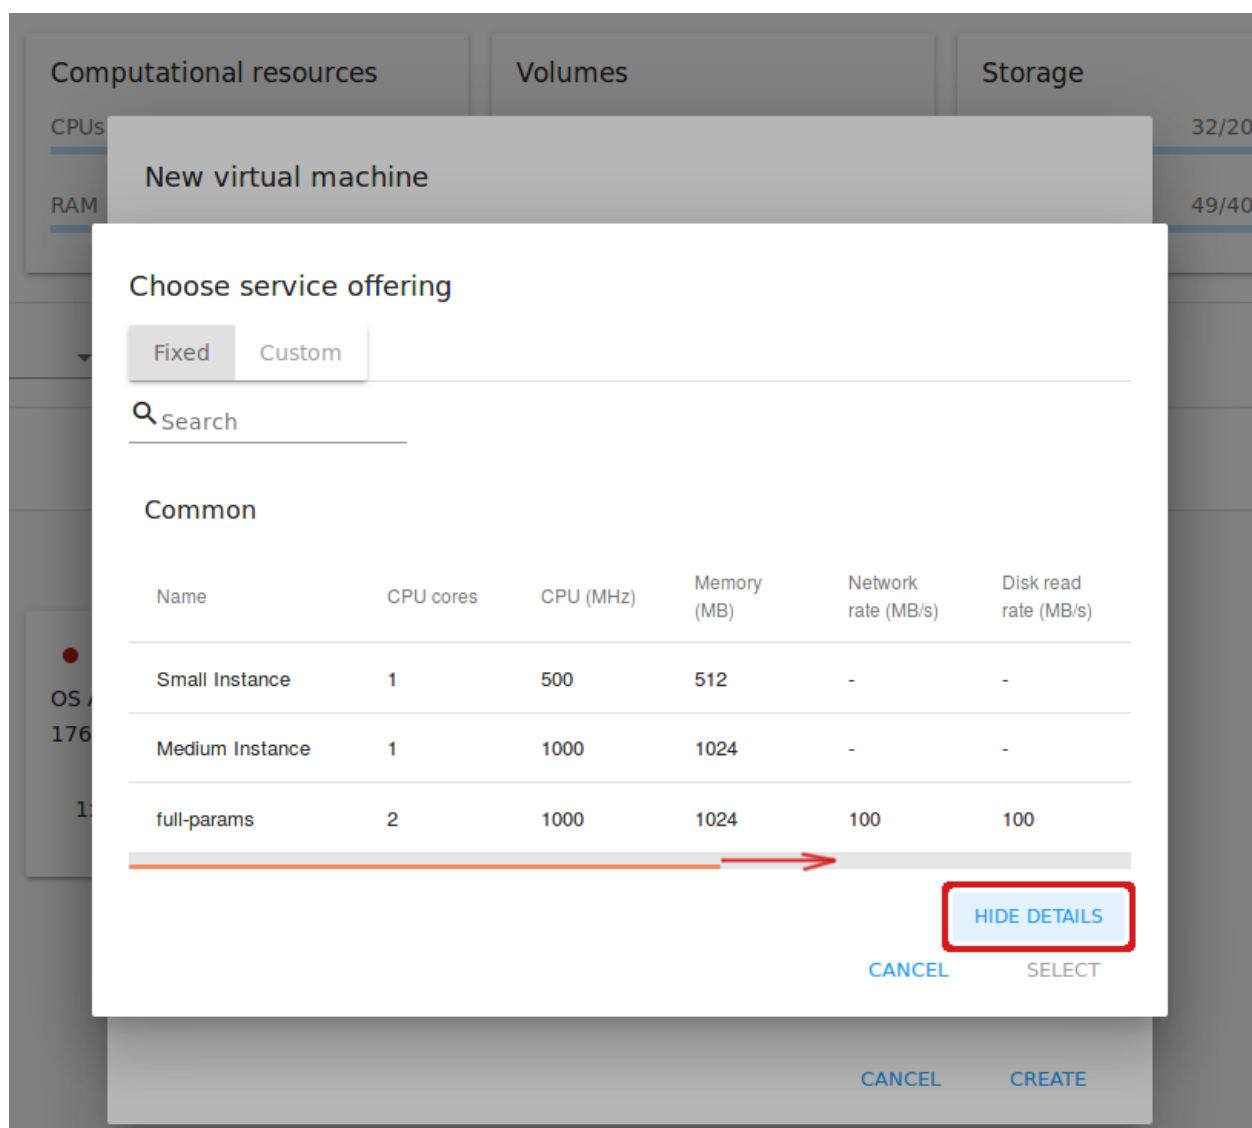 Computational resources
Volumes
Storage
CPUs
32/20
New virtual machine
RAM
49/40
Choose service offering
Fixed
Custom
Search
Common
Name
CPU cores
CPU (MHz)
Memory
(MB)
Network
rate (MB/s)
Disk read
rate (MB/s)
Small Instance 1 500 512 - -
OS
176
Medium Instance 1 1000 1024 - -
full-params 2 1000 1024 100 100
HIDE DETAILS
CANCEL
SELECT
CANCEL
CREATE